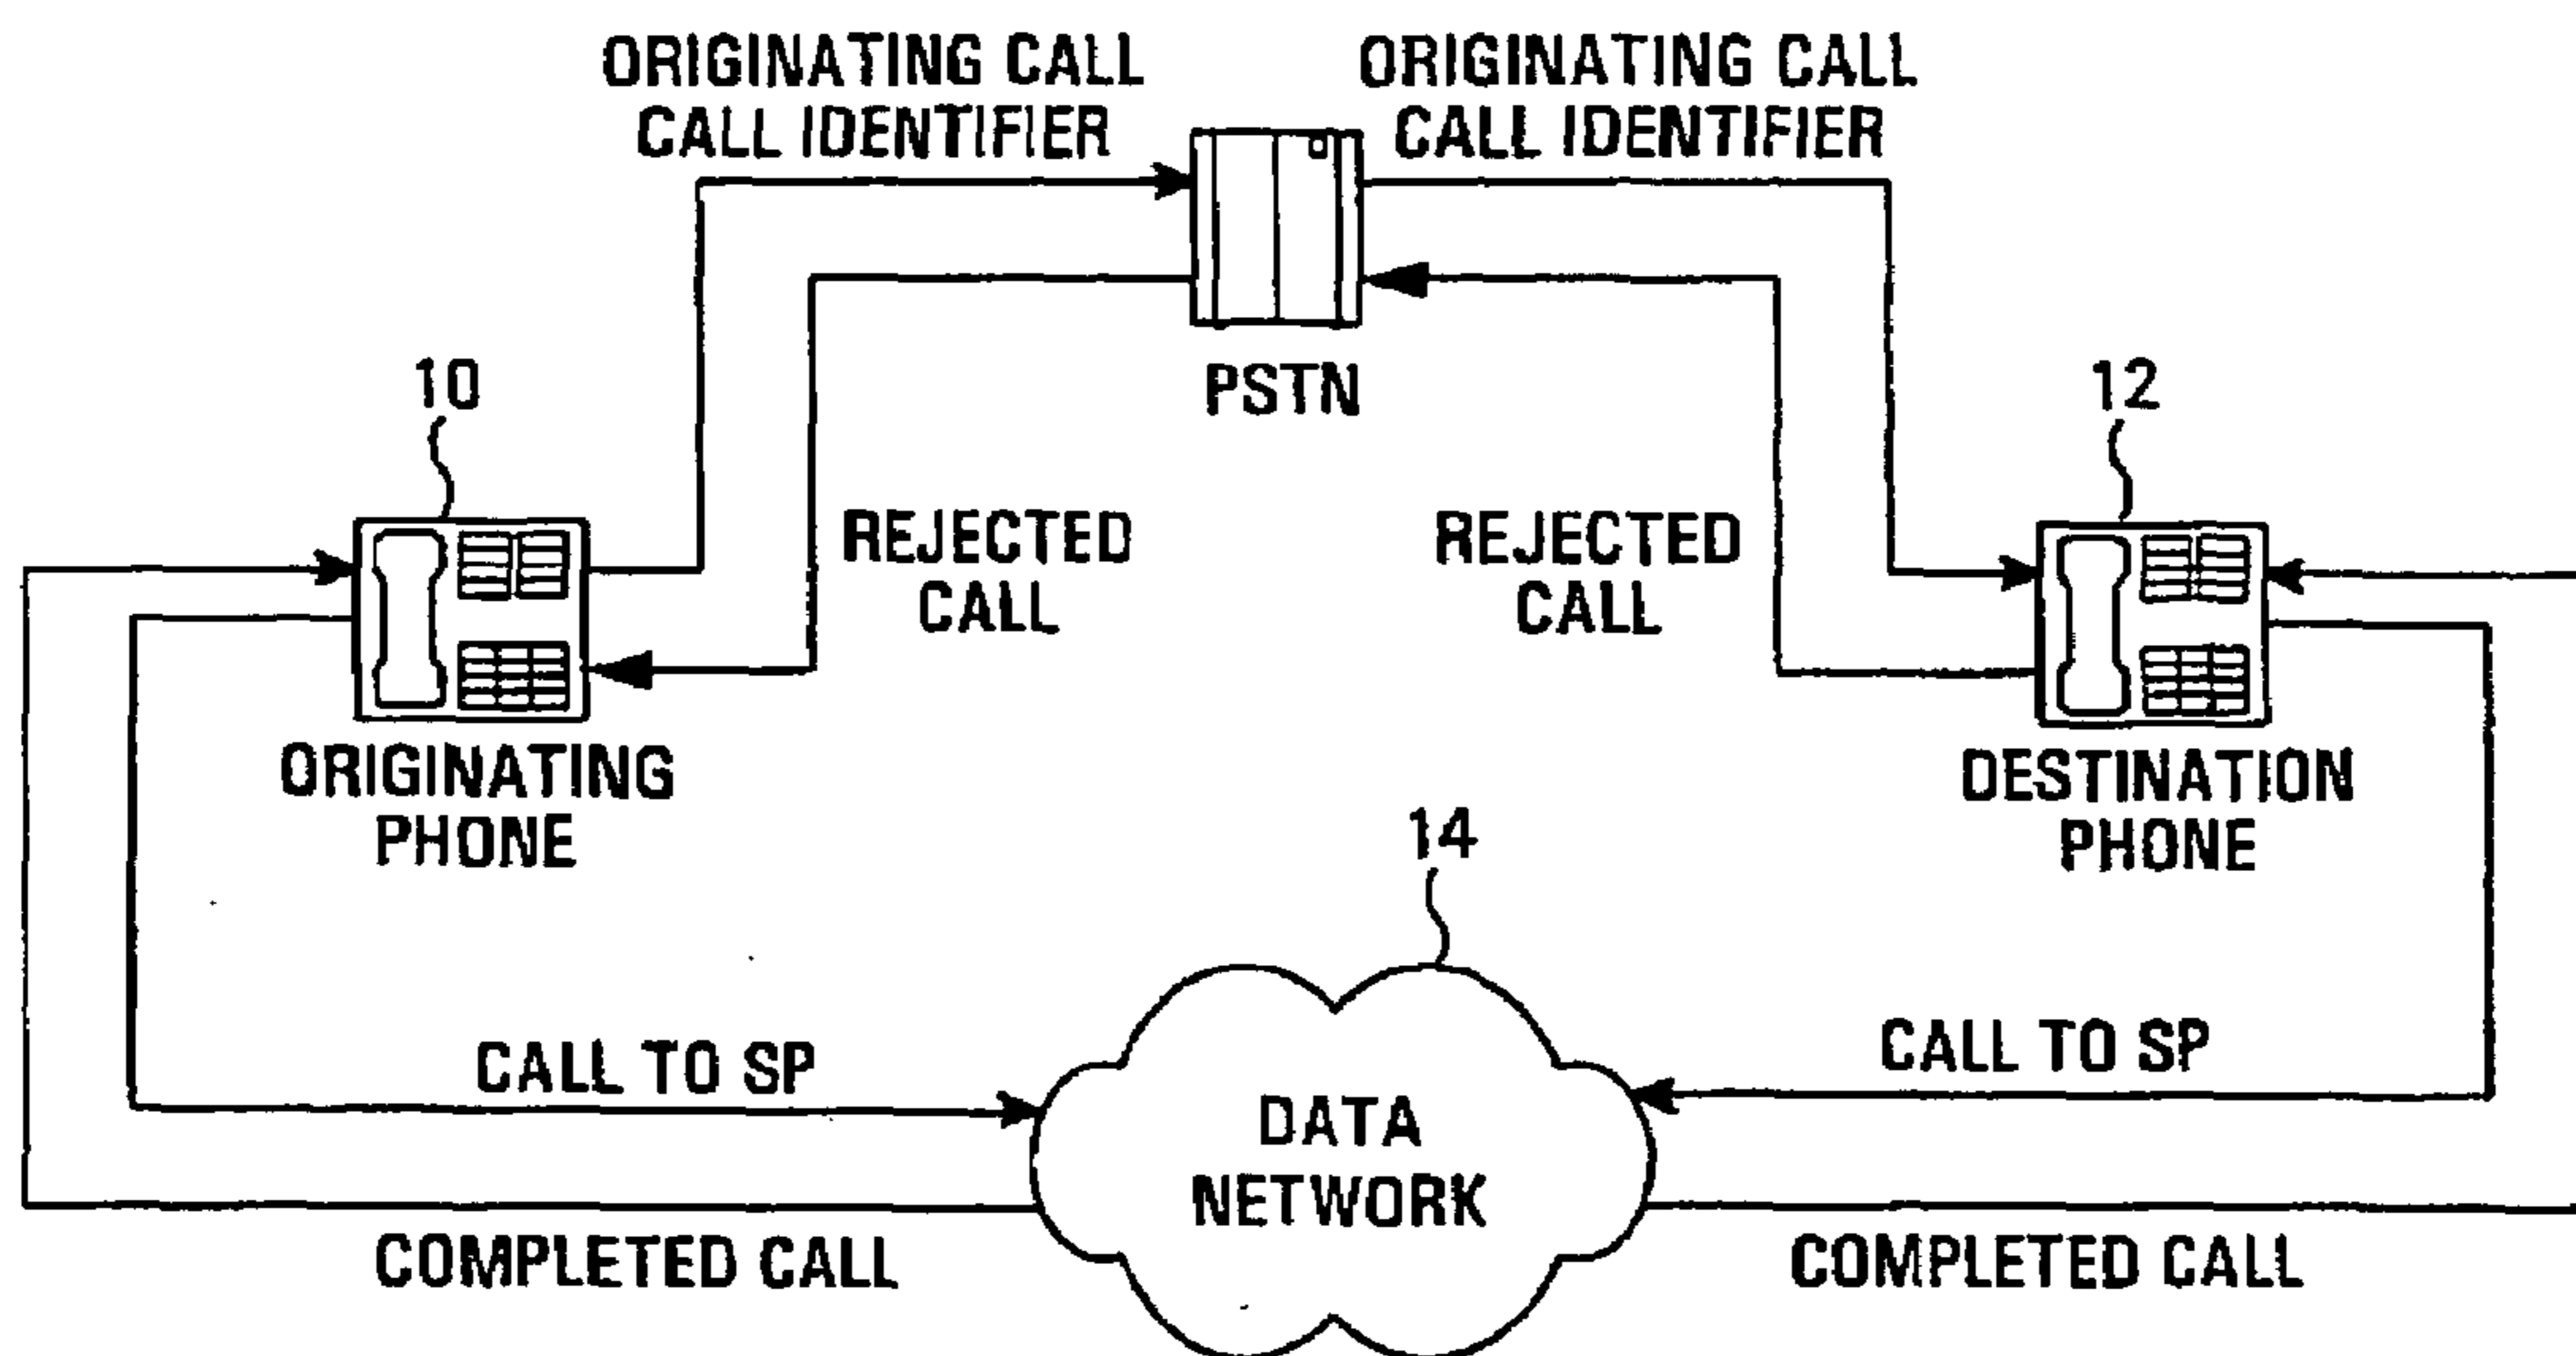 ORIGINATING CALL
CALL IDENTIFIER
ORIGINATING CALL
CALL IDENTIFIER
PSTN
10
12
REJECTED
CALL
REJECTED
CALL
ORIGINATING
PHONE
DESTINATION
PHONE
14
CALL TO SP
CALL TO SP
DATA
NETWORK
COMPLETED CALL
COMPLETED CALL